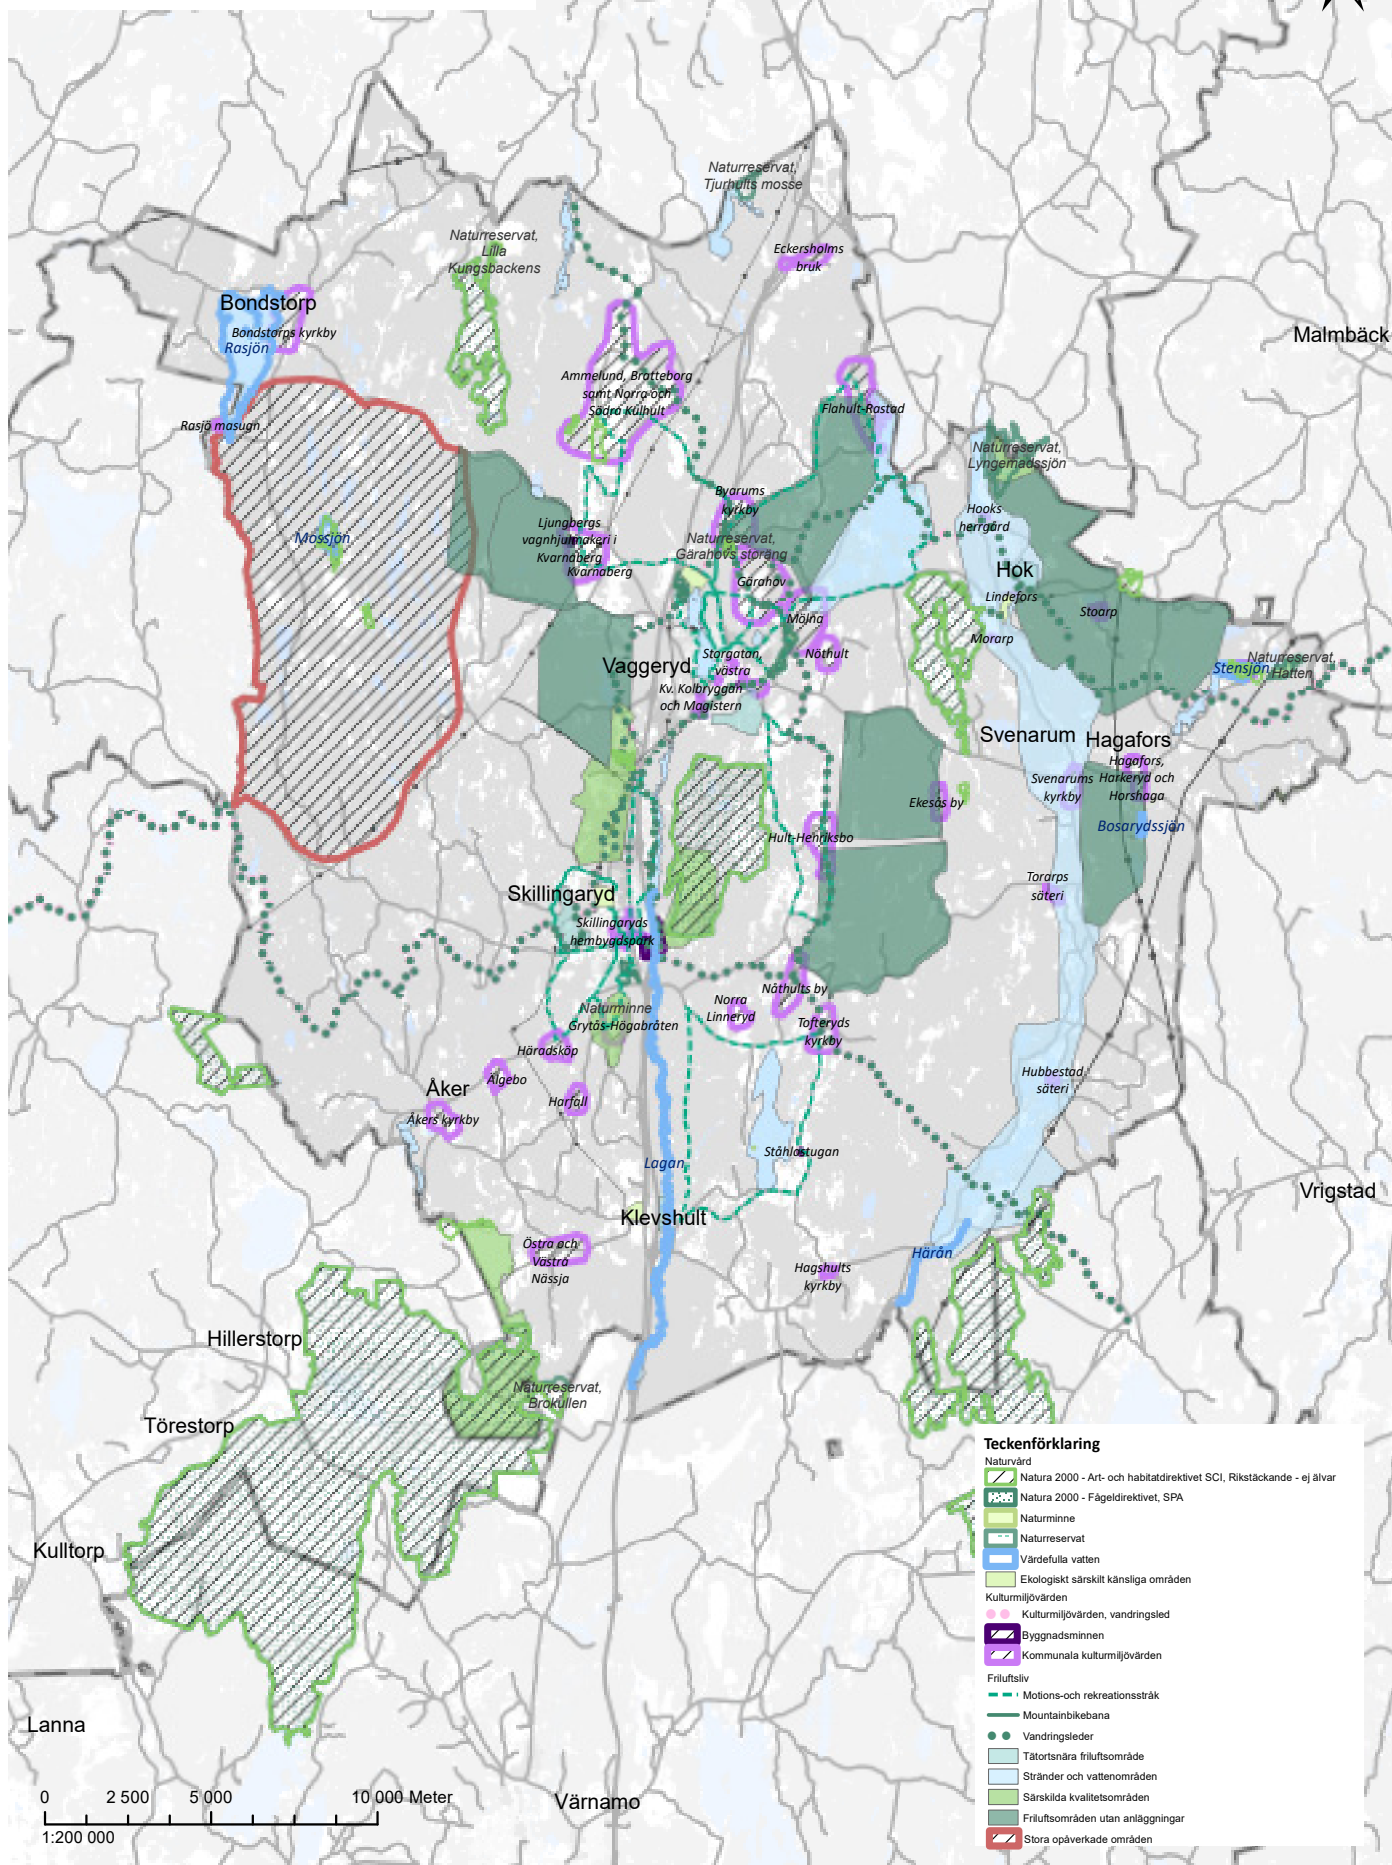 Naturreservat,
Tjurhults mosse
Naturreservat,
Lilla
Kungsbackens
Eckersholms
bruk
Bondstorp
Bondstorps kyrkby
Rasjön
Malmbäck
Ammelund, Bratteborg
samt Norra och
Södra Kulhult
Flahult-Rastad
Rasjö masugn
Naturreservat,
Lyngemadssjön
Byarums
kyrkby
Hooks
herrgård
Ljungbergs
vagnhjulmakeri i
Kvarnaberg
Kvarnaberg
Mossjön
Naturreservat,
Gärahovs storäng
Gärahov
Hok
Lindefors
Stoarp
Mölna
Morarp
Nöthult
Storgatan,
västra
Vaggeryd
Stensjön
Naturreservat
Hatten
Kv. Kolbryggan
och Magistern
Svenarum
Hagafors
Svenarums
kyrkby
Hagafors,
Harkeryd och
Horshaga
Ekesås by
Bosarydssjön
Hult-Henriksbo
Torarps
säteri
Skillingaryd
Skillingaryds
hembygdspark
Nöthults by
Norra
Linneryd
Tofteryds
kyrkby
Naturminne
Grytås-Högabråten
Häradsköp
Älgebo
Åker
Harfall
Hubbestad
säteri
Åkers kyrkby
Ståhlöstugan
Lagan
Vrigstad
Klevshult
Östra och
Västra
Nässja
Härån
Hagshults
kyrkby
Hillerstorp
Naturreservat,
Brokullen
Törestorp
Kulltorp
Lanna
Värnamo
0 2 500 5 000 10 000 Meter
1:200 000
Teckenförklaring
Naturvård
Natura 2000 - Art- och habitatdirektivet SCI, Rikstäckande - ej älvar
Natura 2000 - Fågeldirektivet, SPA
Naturminne
Naturreservat
Värdefulla vatten
Ekologiskt särskilt känsliga områden
Kulturmiljövärden
Kulturmiljövärden, vandringsled
Byggnadsminnen
Kommunala kulturmiljövärden
Friluftsliv
Motions-och rekreationsstråk
Mountainbikebana
Vandringsleder
Tätortsnära friluftsområde
Stränder och vattenområden
Särskilda kvalitetsområden
Friluftsområden utan anläggningar
Stora opåverkade områden